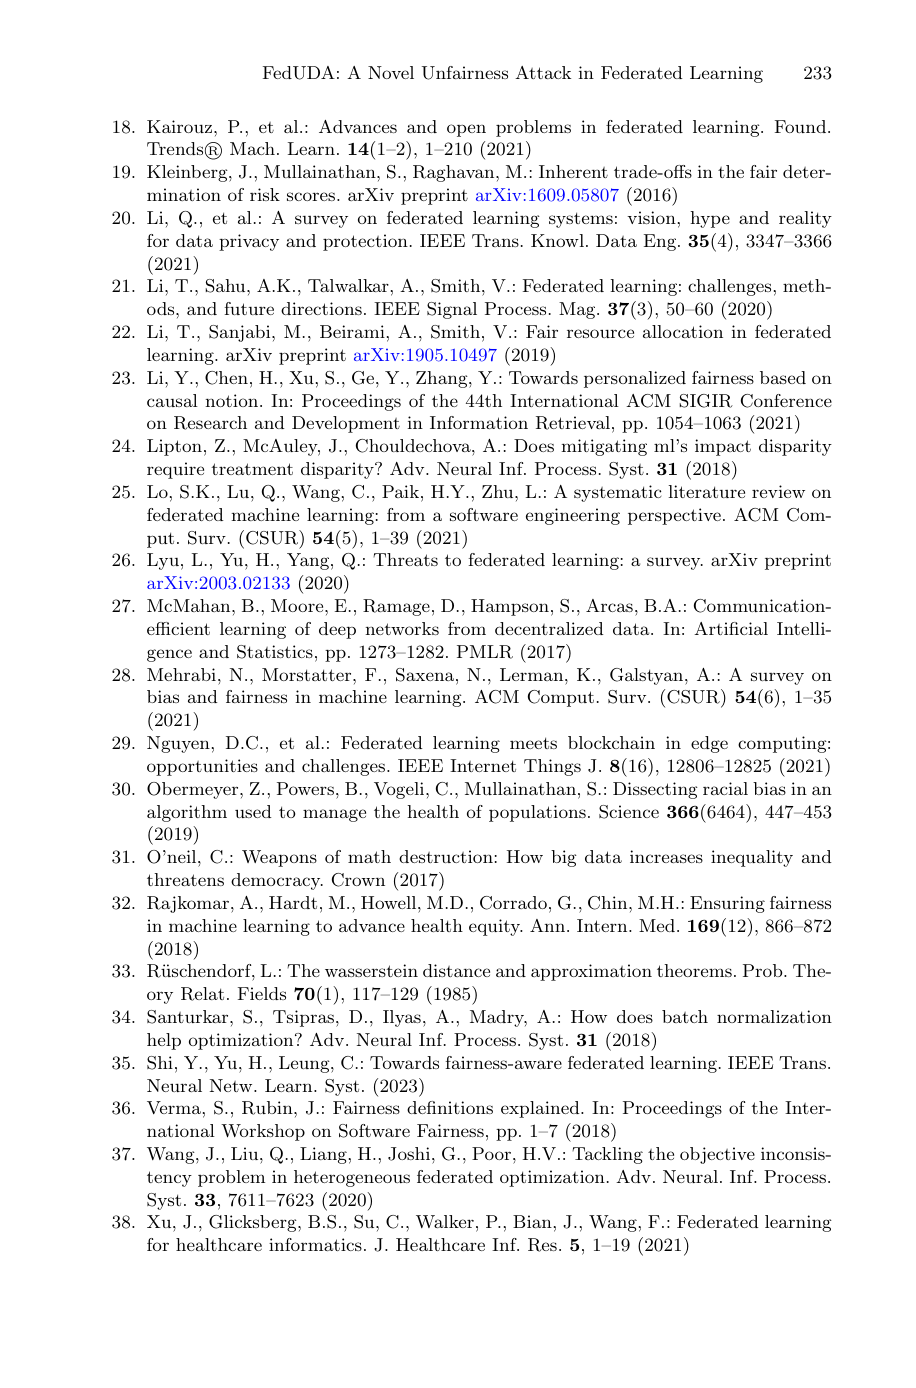 FedUDA: A Novel Unfairness Attack in Federated Learning 233
18. Kairouz, P., et al.: Advances and open problems in federated learning. Found.
Trends® Mach. Learn. 14(1–2), 1–210 (2021)
19. Kleinberg, J., Mullainathan, S., Raghavan, M.: Inherent trade-offs in the fair deter-
mination of risk scores. arXiv preprint arXiv:1609.05807 (2016)
20. Li, Q., et al.: A survey on federated learning systems: vision, hype and reality
for data privacy and protection. IEEE Trans. Knowl. Data Eng. 35(4), 3347–3366
(2021)
21. Li, T., Sahu, A.K., Talwalkar, A., Smith, V.: Federated learning: challenges, meth-
ods, and future directions. IEEE Signal Process. Mag. 37(3), 50–60 (2020)
22. Li, T., Sanjabi, M., Beirami, A., Smith, V.: Fair resource allocation in federated
learning. arXiv preprint arXiv:1905.10497 (2019)
23. Li, Y., Chen, H., Xu, S., Ge, Y., Zhang, Y.: Towards personalized fairness based on
causal notion. In: Proceedings of the 44th International ACM SIGIR Conference
on Research and Development in Information Retrieval, pp. 1054–1063 (2021)
24. Lipton, Z., McAuley, J., Chouldechova, A.: Does mitigating ml's impact disparity
require treatment disparity? Adv. Neural Inf. Process. Syst. 31 (2018)
25. Lo, S.K., Lu, Q., Wang, C., Paik, H.Y., Zhu, L.: A systematic literature review on
federated machine learning: from a software engineering perspective. ACM Com-
put. Surv. (CSUR) 54(5), 1–39 (2021)
26. Lyu, L., Yu, H., Yang, Q.: Threats to federated learning: a survey. arXiv preprint
arXiv:2003.02133 (2020)
27. McMahan, B., Moore, E., Ramage, D., Hampson, S., Arcas, B.A.: Communication-
efficient learning of deep networks from decentralized data. In: Artificial Intelli-
gence and Statistics, pp. 1273–1282. PMLR (2017)
28. Mehrabi, N., Morstatter, F., Saxena, N., Lerman, K., Galstyan, A.: A survey on
bias and fairness in machine learning. ACM Comput. Surv. (CSUR) 54(6), 1–35
(2021)
29. Nguyen, D.C., et al.: Federated learning meets blockchain in edge computing:
opportunities and challenges. IEEE Internet Things J. 8(16), 12806–12825 (2021)
30. Obermeyer, Z., Powers, B., Vogeli, C., Mullainathan, S.: Dissecting racial bias in an
algorithm used to manage the health of populations. Science 366(6464), 447–453
(2019)
31. O'neil, C.: Weapons of math destruction: How big data increases inequality and
threatens democracy. Crown (2017)
32. Rajkomar, A., Hardt, M., Howell, M.D., Corrado, G., Chin, M.H.: Ensuring fairness
in machine learning to advance health equity. Ann. Intern. Med. 169(12), 866–872
(2018)
33. Rüschendorf, L.: The wasserstein distance and approximation theorems. Prob. The-
ory Relat. Fields 70(1), 117–129 (1985)
34. Santurkar, S., Tsipras, D., Ilyas, A., Madry, A.: How does batch normalization
help optimization? Adv. Neural Inf. Process. Syst. 31 (2018)
35. Shi, Y., Yu, H., Leung, C.: Towards fairness-aware federated learning. IEEE Trans.
Neural Netw. Learn. Syst. (2023)
36. Verma, S., Rubin, J.: Fairness definitions explained. In: Proceedings of the Inter-
national Workshop on Software Fairness, pp. 1–7 (2018)
37. Wang, J., Liu, Q., Liang, H., Joshi, G., Poor, H.V.: Tackling the objective inconsis-
tency problem in heterogeneous federated optimization. Adv. Neural. Inf. Process.
Syst. 33, 7611–7623 (2020)
38. Xu, J., Glicksberg, B.S., Su, C., Walker, P., Bian, J., Wang, F.: Federated learning
for healthcare informatics. J. Healthcare Inf. Res. 5, 1–19 (2021)